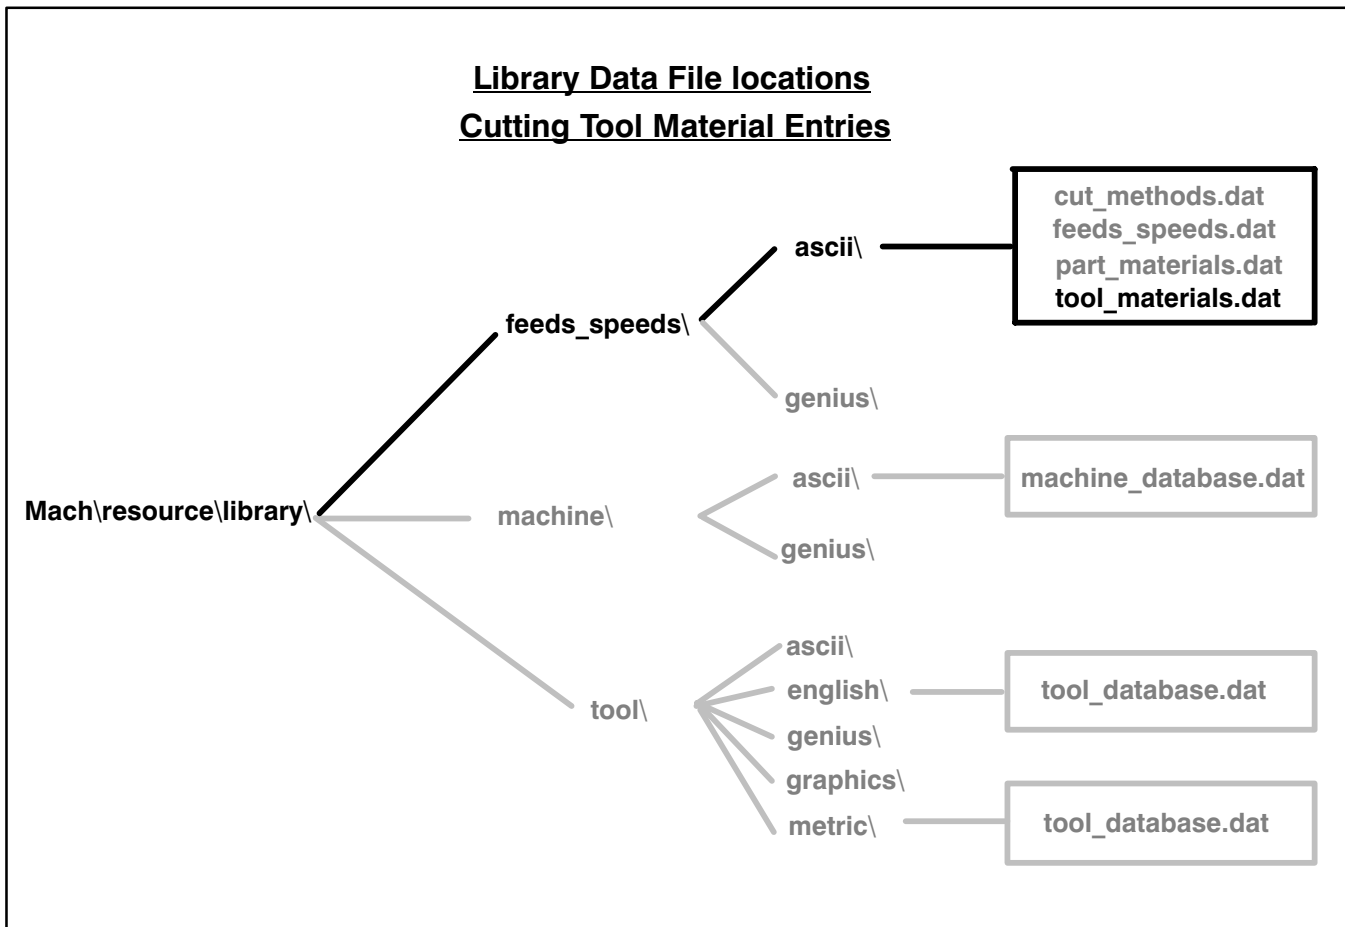 Library Data File locations
Cutting Tool Material Entries
cut_methods.dat
feeds_speeds.dat
part_materials.dat
tool_materials.dat
ascii\
feeds_speeds\
genius\
ascii\
machine_database.dat
Mach\resource\library\
machine\
genius\
ascii\
english\
tool_database.dat
tool\
genius\
graphics\
metric\
tool_database.dat